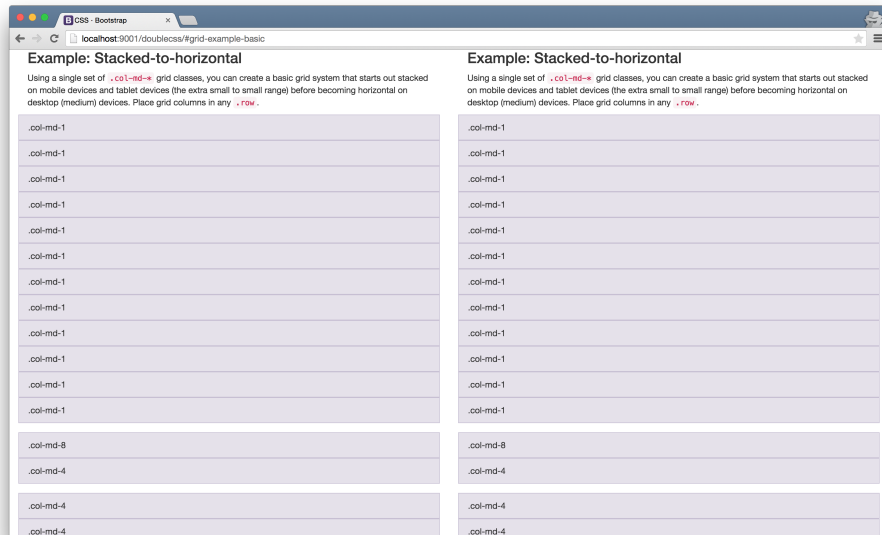 CSS · Bootstrap
localhost:9001/doublecss/#grid-example-basic
Example: Stacked-to-horizontal
Using a single set of .col-md-* grid classes, you can create a basic grid system that starts out stacked
on mobile devices and tablet devices (the extra small to small range) before becoming horizontal on
desktop (medium) devices. Place grid columns in any .row.
.col-md-1
.col-md-1
.col-md-1
.col-md-1
.col-md-1
.col-md-1
.col-md-1
.col-md-1
.col-md-1
.col-md-1
.col-md-1
.col-md-1
.col-md-8
.col-md-4
.col-md-4
.col-md-4
Example: Stacked-to-horizontal
Using a single set of .col-md-* grid classes, you can create a basic grid system that starts out stacked
on mobile devices and tablet devices (the extra small to small range) before becoming horizontal on
desktop (medium) devices. Place grid columns in any .row.
.col-md-1
.col-md-1
.col-md-1
.col-md-1
.col-md-1
.col-md-1
.col-md-1
.col-md-1
.col-md-1
.col-md-1
.col-md-1
.col-md-1
.col-md-8
.col-md-4
.col-md-4
.col-md-4